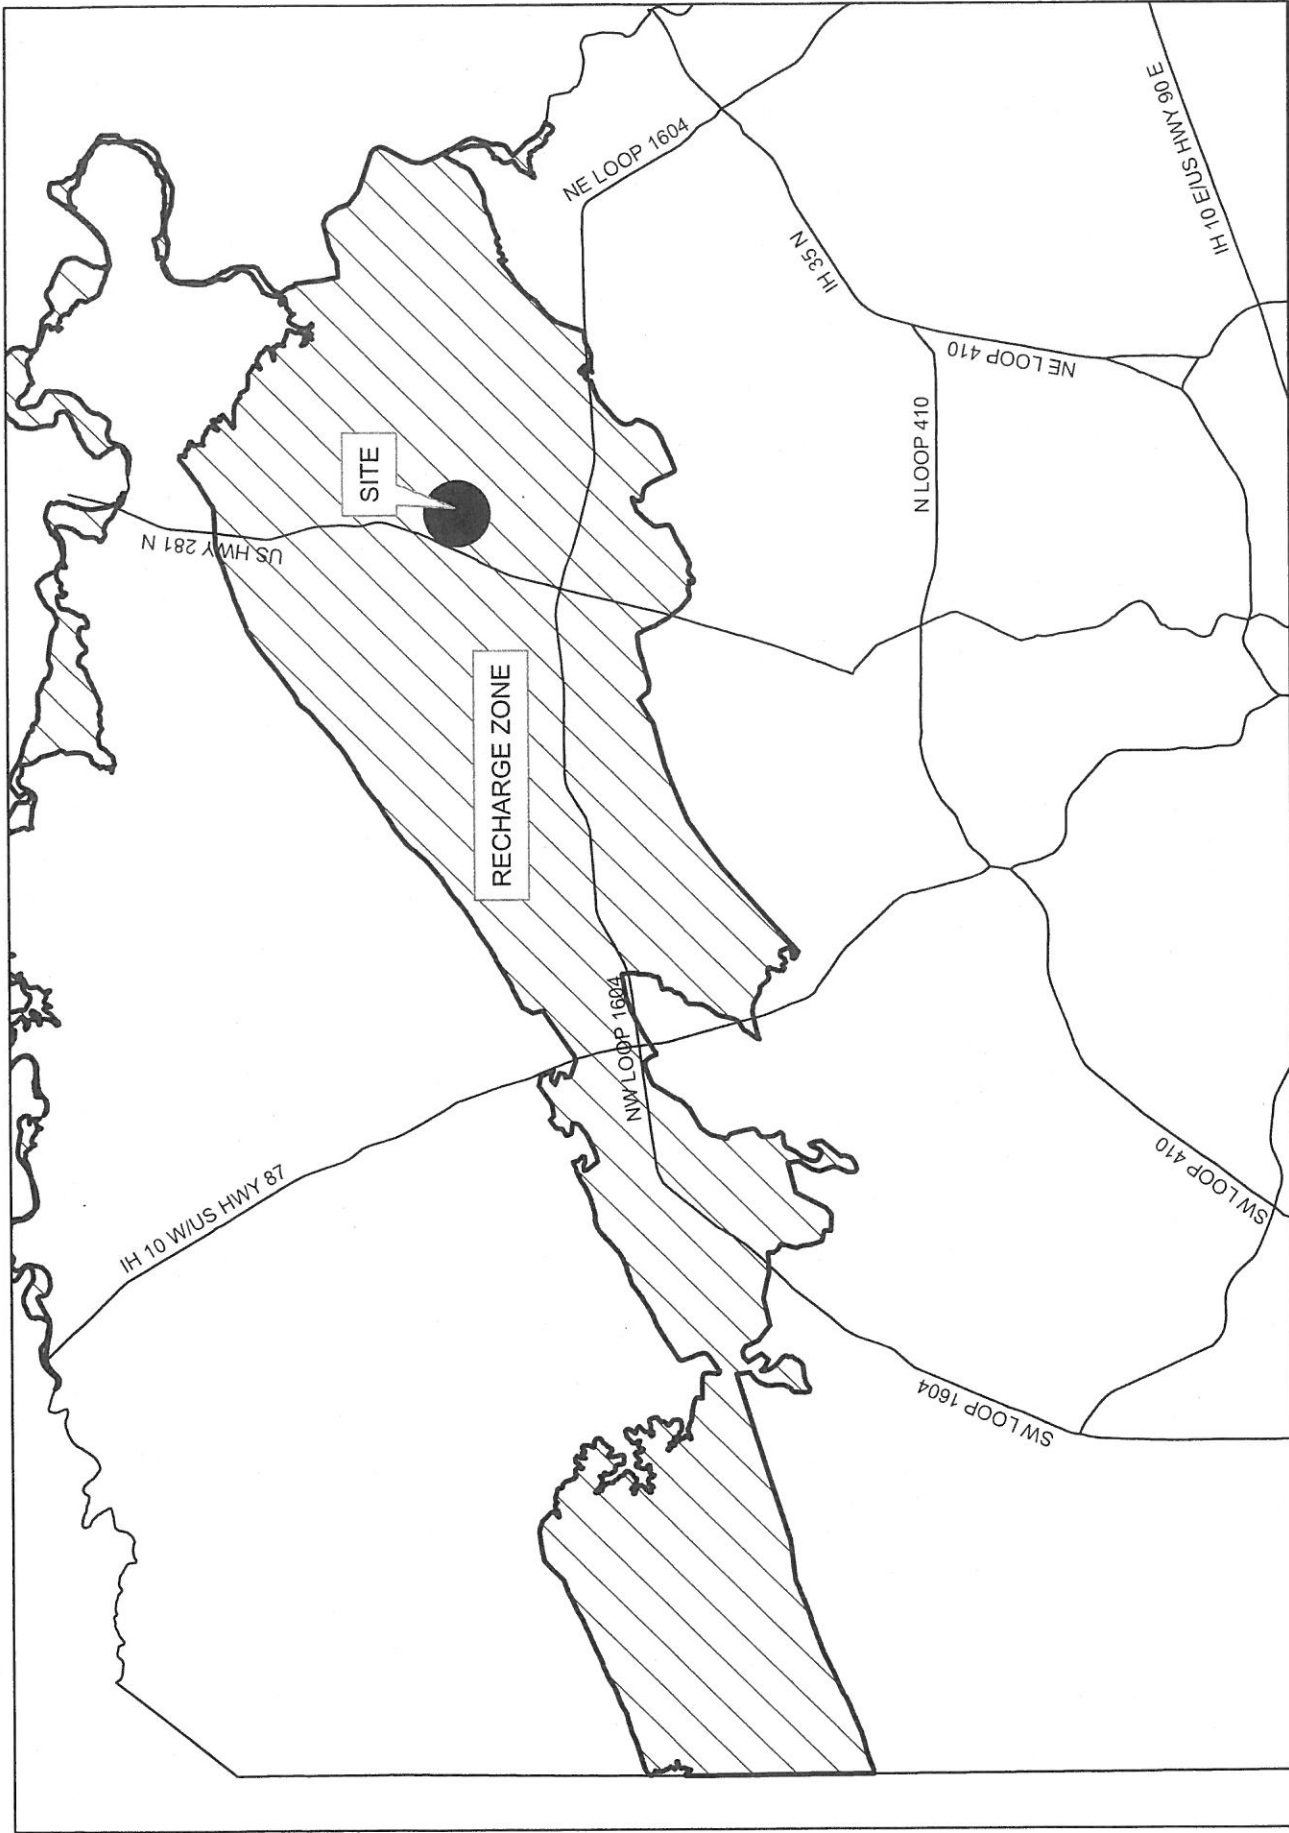 US HWY 281 N
SITE
NE LOOP 1604
IH 10 E/US HWY 90 E
IH 35 N
NE LOOP 410
N LOOP 410
RECHARGE ZONE
NW LOOP 1604
IH 10 W/US HWY 87
SW LOOP 410
SW LOOP 1604